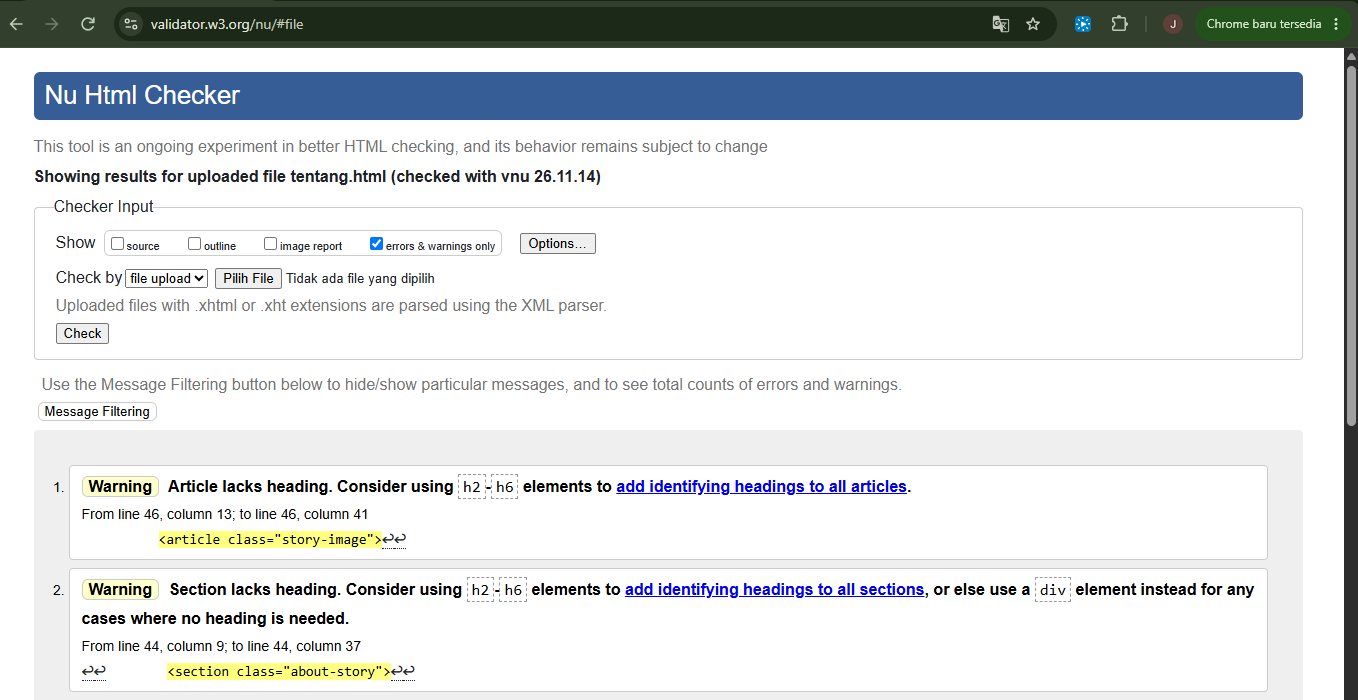 validator.w3.org/nu/#file
J
Chrome baru tersedia
Nu Html Checker
This tool is an ongoing experiment in better HTML checking, and its behavior remains subject to change
Showing results for uploaded file tentang.html (checked with vnu 26.11.14)
Checker Input
Show source outline image report errors & warnings only Options...
Check by file upload Pilih File Tidak ada file yang dipilih
Uploaded files with .xhtml or .xht extensions are parsed using the XML parser.
Check
Use the Message Filtering button below to hide/show particular messages, and to see total counts of errors and warnings.
Message Filtering
1. Warning Article lacks heading. Consider using h2-h6 elements to add identifying headings to all articles.
From line 46, column 13; to line 46, column 41
<article class="story-image">↩↩
2. Warning Section lacks heading. Consider using h2-h6 elements to add identifying headings to all sections, or else use a div element instead for any
cases where no heading is needed.
From line 44, column 9; to line 44, column 37
↩↩ <section class="about-story">↩↩